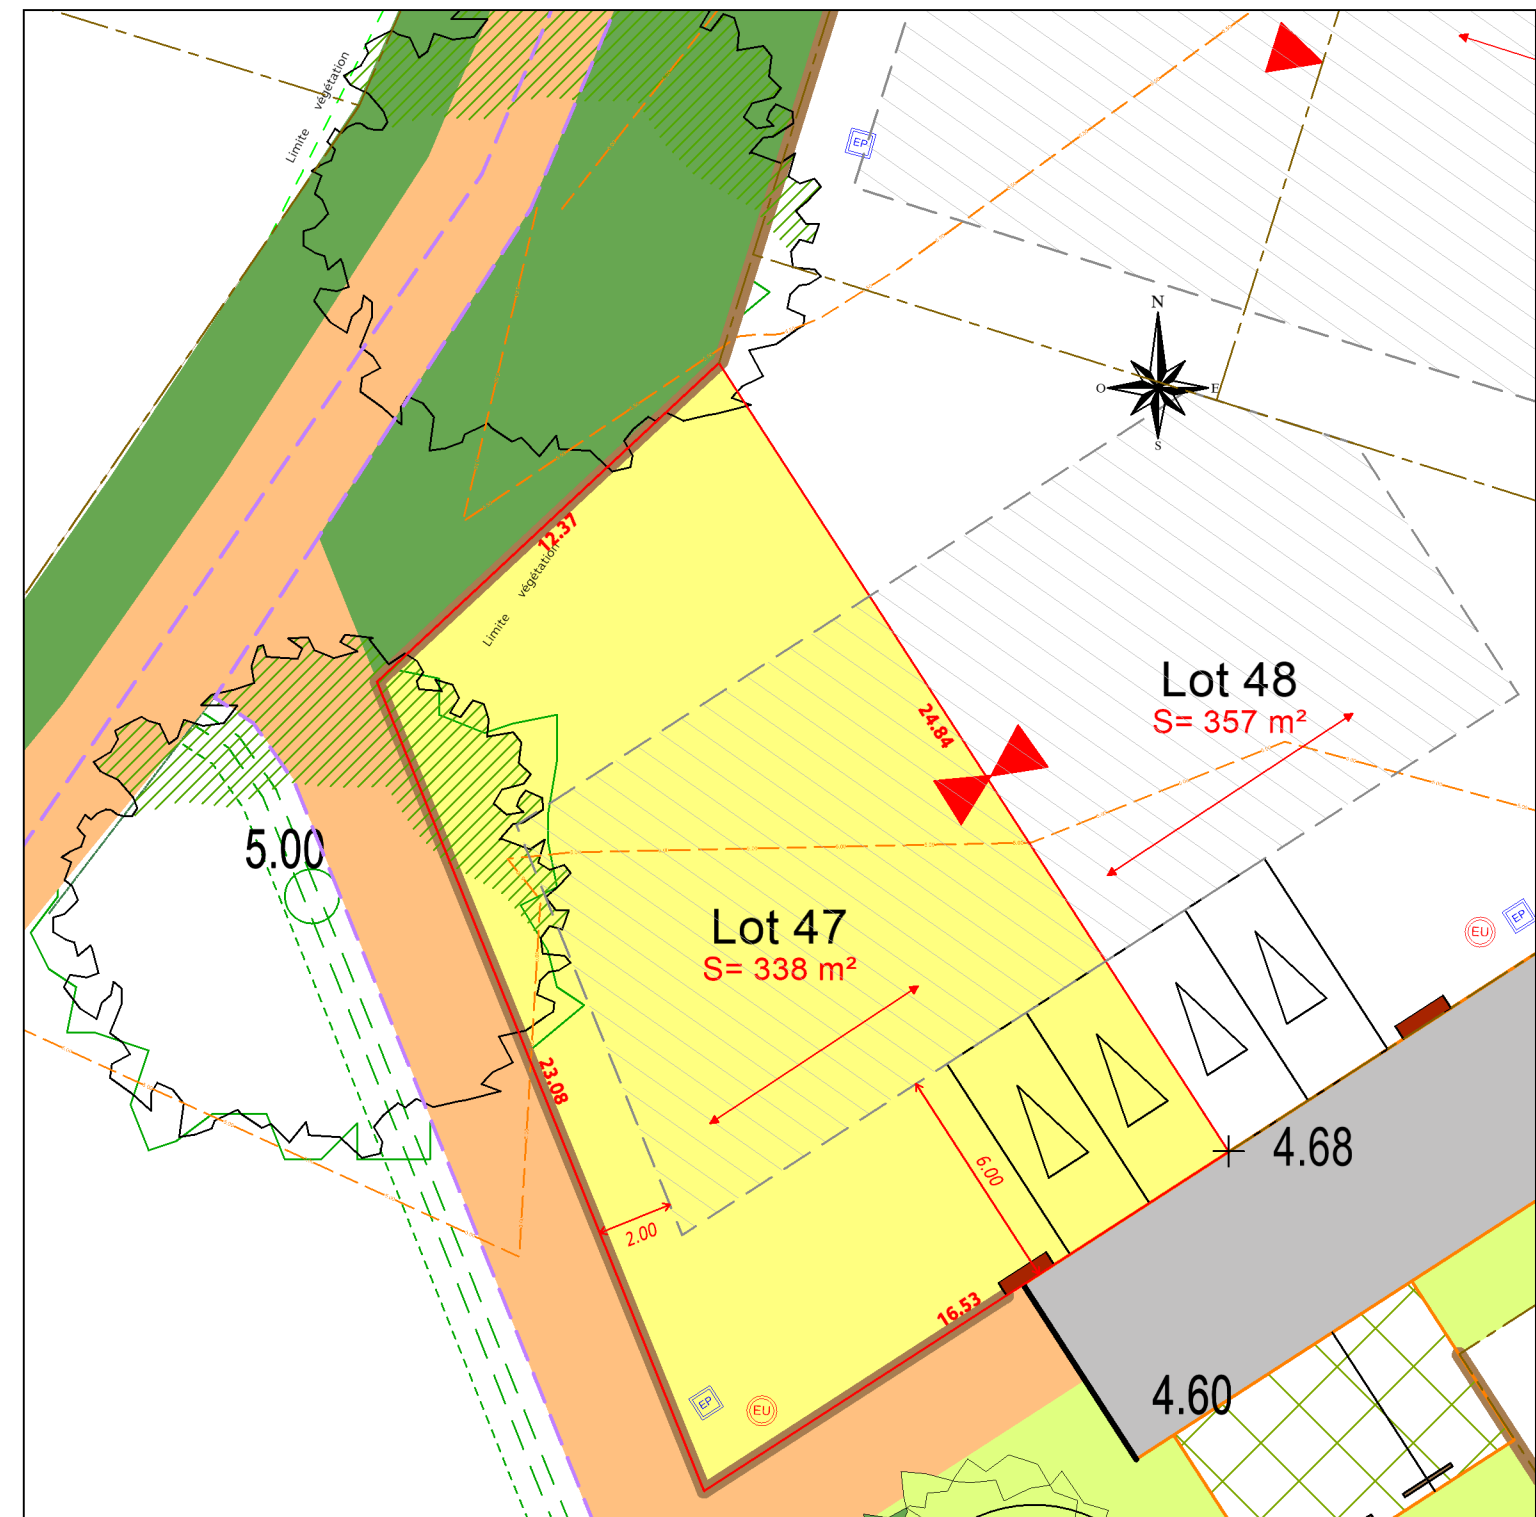 Limite végétation
EP
N
O
E
S
12.37
Limite végétation
Lot 48
S= 357 m²
24.84
5.00
EU
EP
Lot 47
S= 338 m²
23.08
6.00
4.68
2.00
16.53
4.60
EP
EU